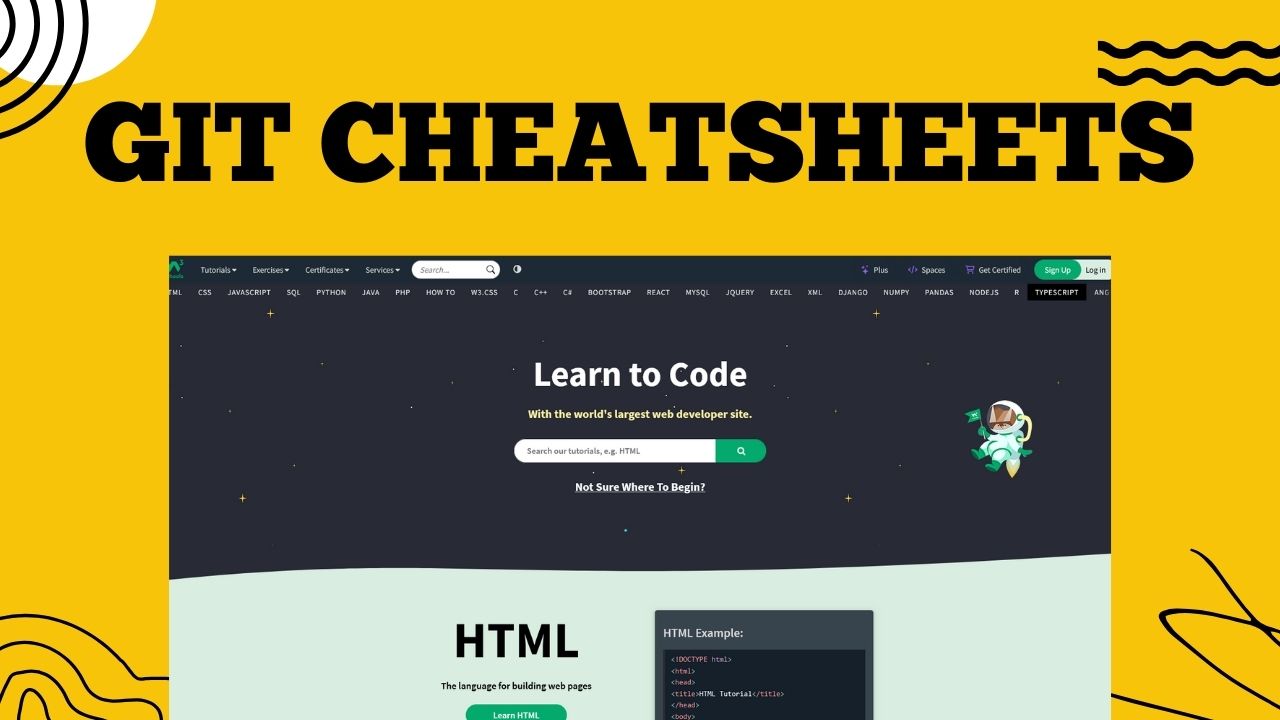 GIT CHEATSHEETS
Tutorials Exercises Certificates Services Search... Plus Spaces Get Certified Sign Up Log in
TML CSS JAVASCRIPT SQL PYTHON JAVA PHP HOW TO W3.CSS C C++ C# BOOTSTRAP REACT MYSQL JQUERY EXCEL XML DJANGO NUMPY PANDAS NODEJS R TYPESCRIPT ANG
Learn to Code
With the world's largest web developer site.
Search our tutorials, e.g. HTML
Not Sure Where To Begin?
HTML
The language for building web pages
Learn HTML
HTML Example:
<!DOCTYPE html>
<html>
<head>
<title>HTML Tutorial</title>
</head>
<body>